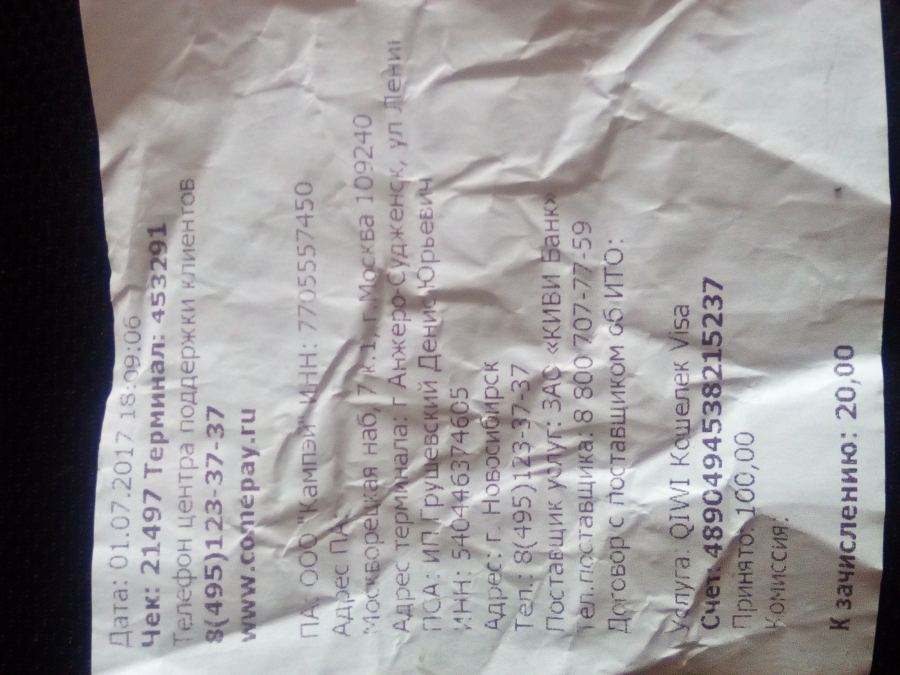 Дата: 01.07.2017 18:09:06
Чек: 21497 Терминал: 453291
Телефон центра поддержки клиентов
8(495)123-37-37
www.comepay.ru
ПА: ООО "Кампэй" ИНН: 7705557450
Адрес ПА:
Москворецкая наб, 7 к.1, г.Москва 109240
Адрес терминала: г Анжеро-Судженск, ул Лени
ПСА: ИП Грушевский Денис Юрьевич
ИНН: 540446374605
Адрес: г. Новосибирск
Тел.: 8(495)123-37-37
Поставщик услуг: ЗАО «КИВИ Банк»
Тел.поставщика: 8 800 707-77-59
Договор с поставщиком об ИТО:
Услуга: QIWI Кошелек Visa
Счет: 4890494538215237
Принято: 100,00
Комиссия:
К зачислению: 20,00